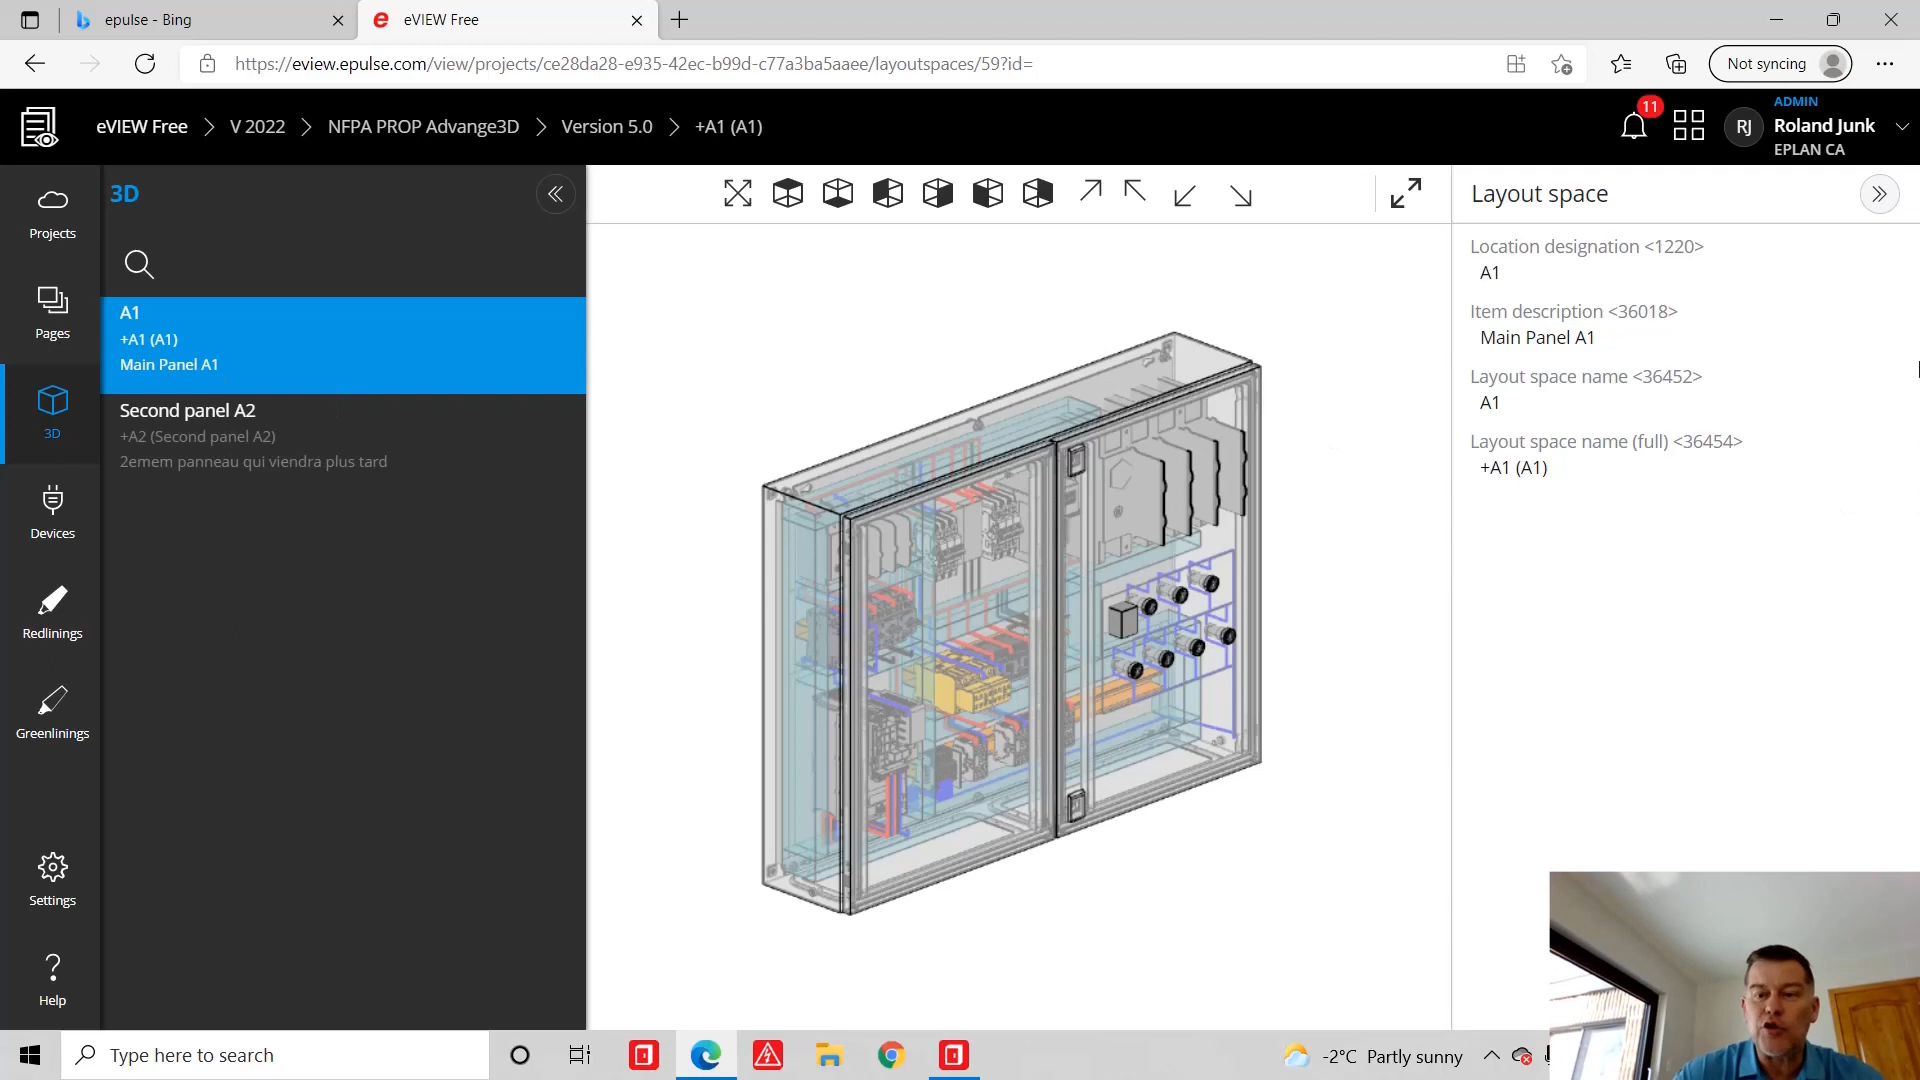 epulse - Bing
eVIEW Free
https://eview.epulse.com/view/projects/ce28da28-e935-42ec-b99d-c77a3ba5aaee/layoutspaces/59?id=
Not syncing
eVIEW Free
V 2022
NFPA PROP Advange3D
Version 5.0
+A1 (A1)
11
RJ
ADMIN
Roland Junk
EPLAN CA
Projects
Pages
3D
Devices
Redlinings
Greenlinings
Settings
Help
3D
A1
+A1 (A1)
Main Panel A1
Second panel A2
+A2 (Second panel A2)
2emem panneau qui viendra plus tard
Layout space
Location designation <1220>
A1
Item description <36018>
Main Panel A1
Layout space name <36452>
A1
Layout space name (full) <36454>
+A1 (A1)
Type here to search
-2°C Partly sunny